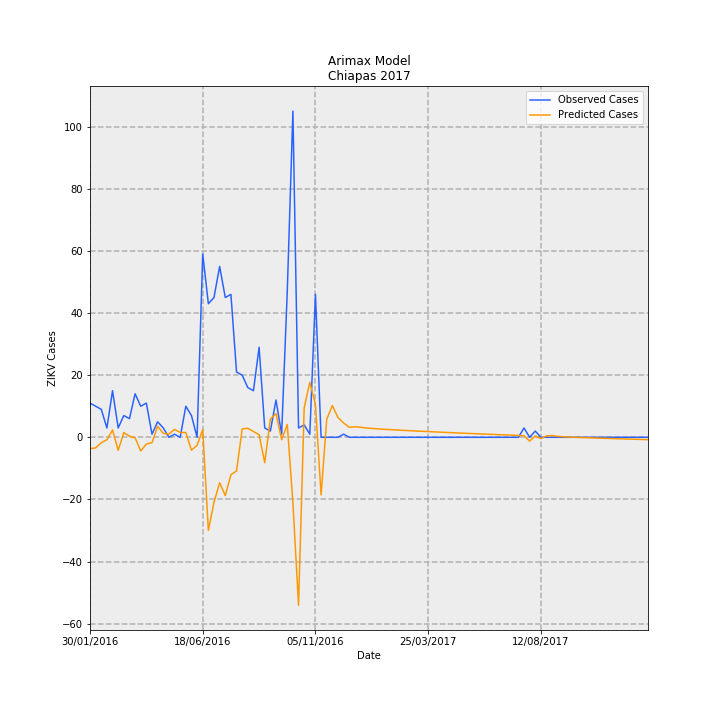 Arimax Model
Chiapas 2017
Observed Cases
Predicted Cases
ZIKV Cases
100
80
60
40
20
0
−20
−40
−60
30/01/2016
18/06/2016
05/11/2016
25/03/2017
12/08/2017
Date